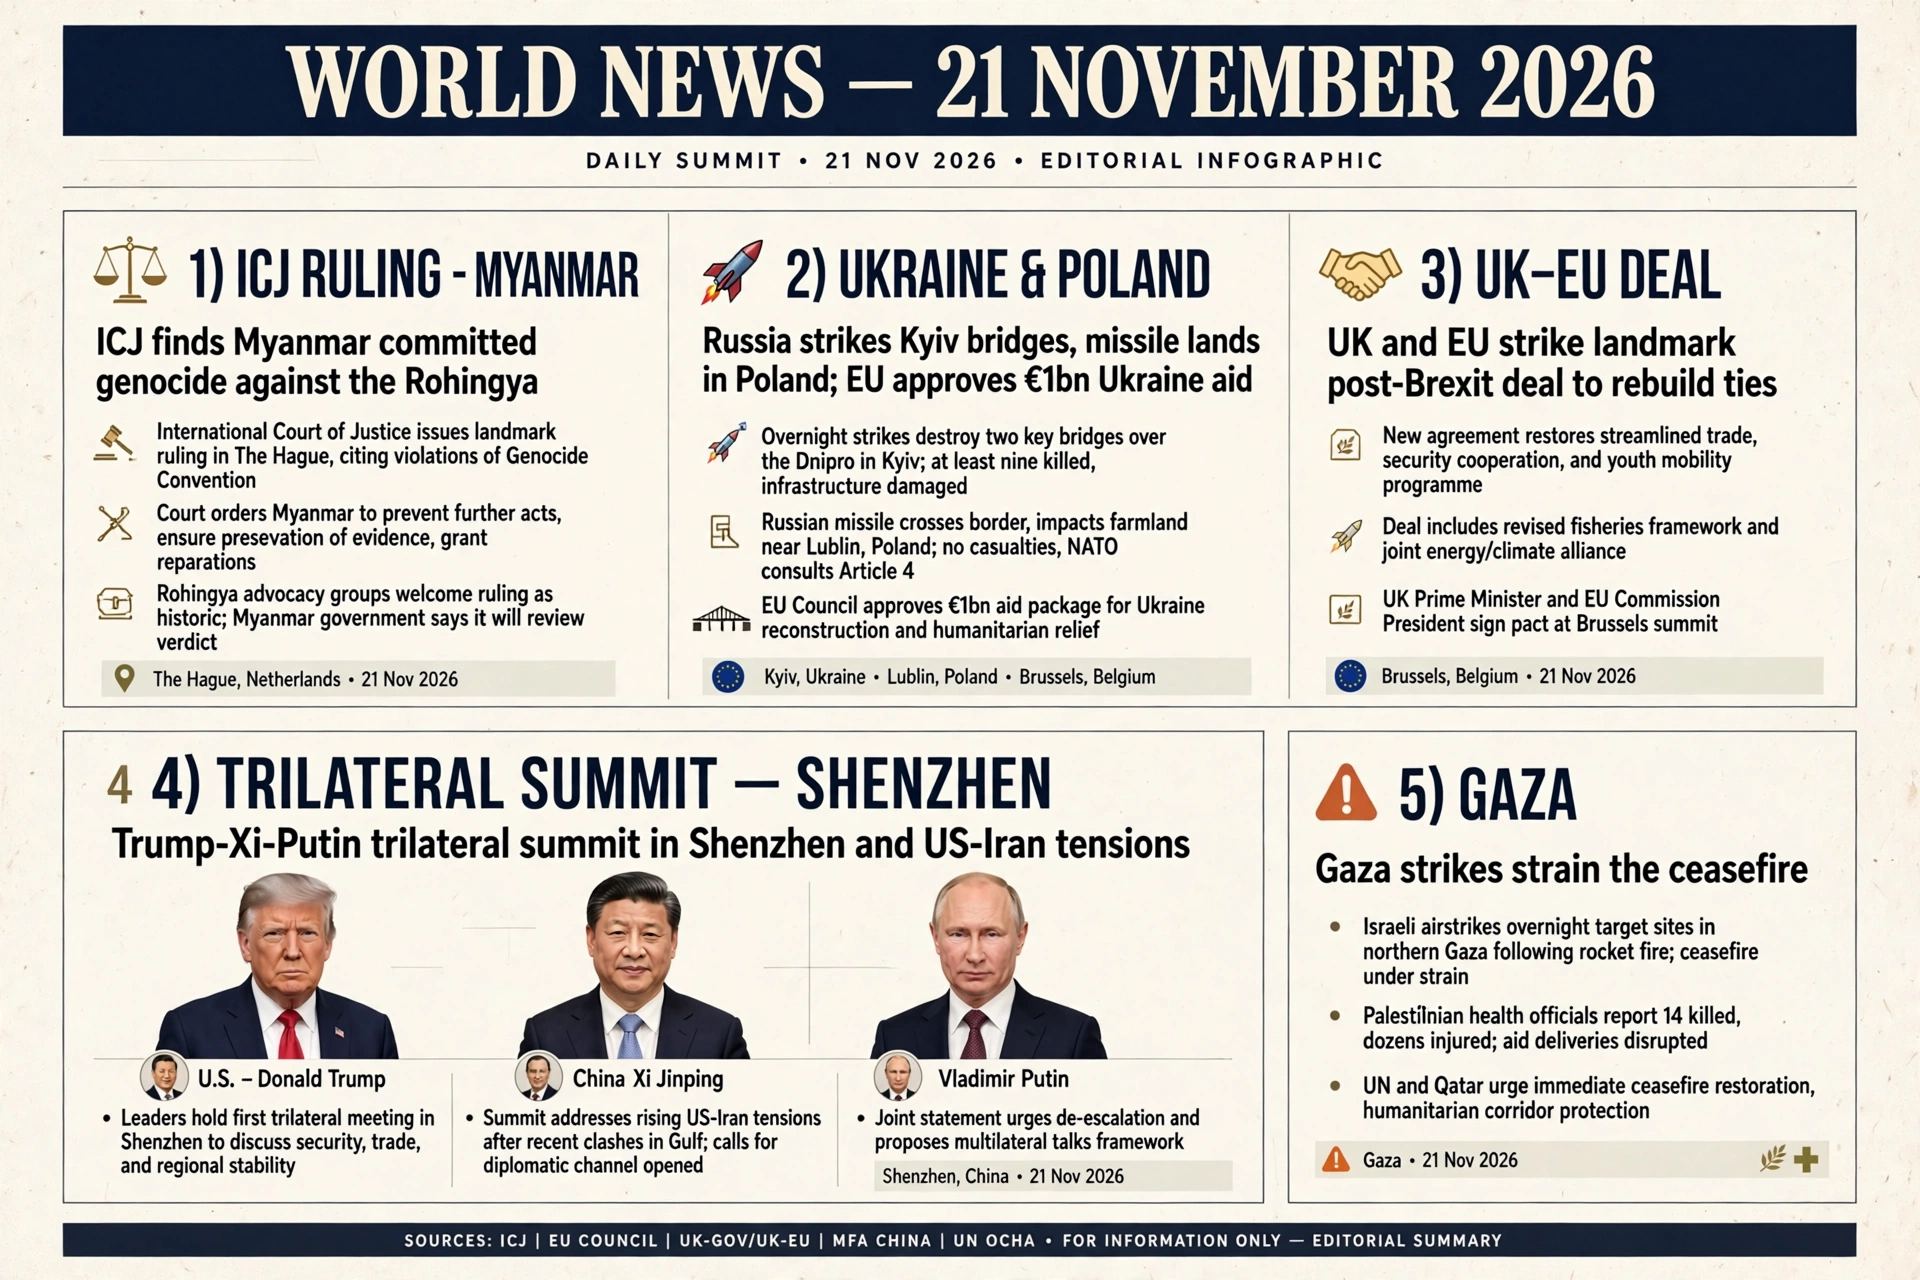 WORLD NEWS — 21 NOVEMBER 2026
DAILY SUMMIT • 21 NOV 2026 • EDITORIAL INFOGRAPHIC
1) ICJ RULING - MYANMAR
ICJ finds Myanmar committed
genocide against the Rohingya
International Court of Justice issues landmark
ruling in The Hague, citing violations of Genocide
Convention
Court orders Myanmar to prevent further acts,
ensure presevation of evidence, grant
reparations
Rohingya advocacy groups welcome ruling as
historic; Myanmar government says it will review
verdict
The Hague, Netherlands • 21 Nov 2026
2) UKRAINE & POLAND
Russia strikes Kyiv bridges, missile lands
in Poland; EU approves €1bn Ukraine aid
Overnight strikes destroy two key bridges over
the Dnipro in Kyiv; at least nine killed,
infrastructure damaged
Russian missile crosses border, impacts farmland
near Lublin, Poland; no casualties, NATO
consults Article 4
EU Council approves €1bn aid package for Ukraine
reconstruction and humanitarian relief
Kyiv, Ukraine • Lublin, Poland • Brussels, Belgium
3) UK–EU DEAL
UK and EU strike landmark
post-Brexit deal to rebuild ties
New agreement restores streamlined trade,
security cooperation, and youth mobility
programme
Deal includes revised fisheries framework and
joint energy/climate alliance
UK Prime Minister and EU Commission
President sign pact at Brussels summit
Brussels, Belgium • 21 Nov 2026
4 4) TRILATERAL SUMMIT — SHENZHEN
Trump-Xi-Putin trilateral summit in Shenzhen and US-Iran tensions
U.S. – Donald Trump
• Leaders hold first trilateral meeting in
Shenzhen to discuss security, trade,
and regional stability
China Xi Jinping
• Summit addresses rising US-Iran tensions
after recent clashes in Gulf; calls for
diplomatic channel opened
Vladimir Putin
• Joint statement urges de-escalation and
proposes multilateral talks framework
Shenzhen, China • 21 Nov 2026
5) GAZA
Gaza strikes strain the ceasefire
• Israeli airstrikes overnight target sites in
northern Gaza following rocket fire; ceasefire
under strain
• Palestîinian health officials report 14 killed,
dozens injured; aid deliveries disrupted
• UN and Qatar urge immediate ceasefire restoration,
humanitarian corridor protection
Gaza • 21 Nov 2026
SOURCES: ICJ | EU COUNCIL | UK-GOV/UK-EU | MFA CHINA | UN OCHA • FOR INFORMATION ONLY — EDITORIAL SUMMARY